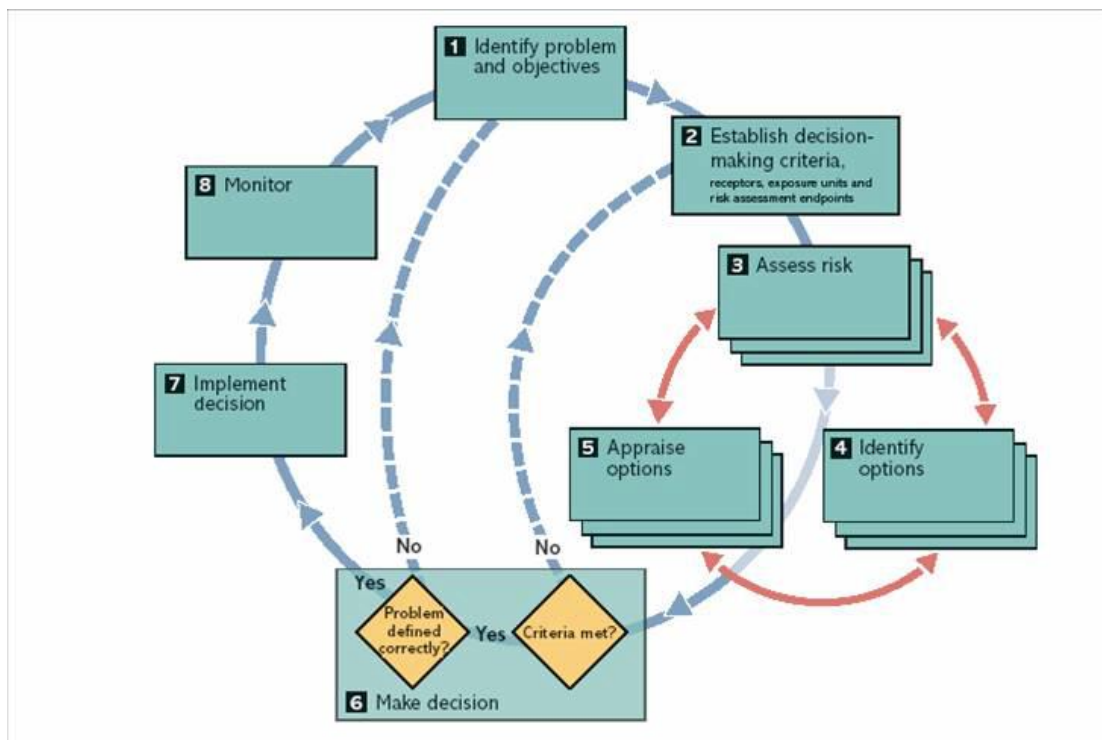 1 Identify problem
and objectives
2 Establish decision-
making criteria,
receptors, exposure units and
risk assessment endpoints
8 Monitor
3 Assess risk
7 Implement
decision
5 Appraise
options
4 Identify
options
No
No
Yes
Problem
defined
correctly?
Yes
Criteria met?
6 Make decision